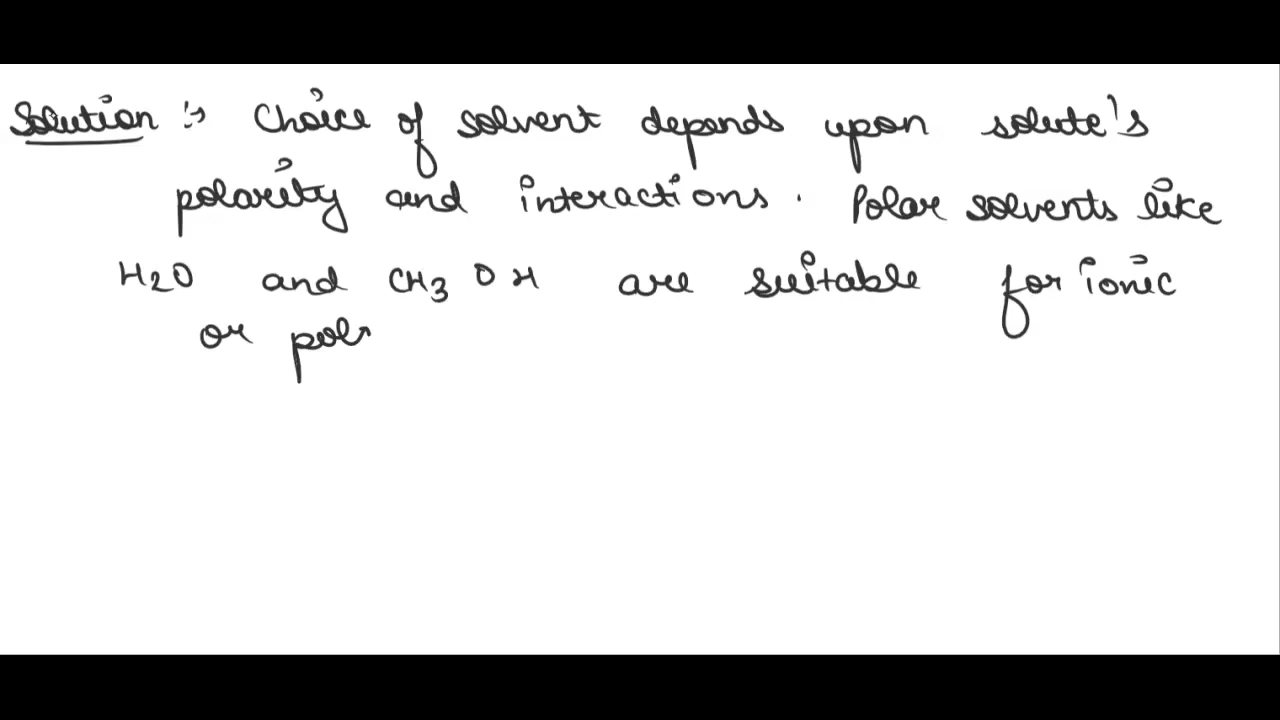 Solution :→ Choice of solvent depends upon solute's
polarity and interactions. Polar solvents like
H2O and CH3OH are suitable for ionic
or pola